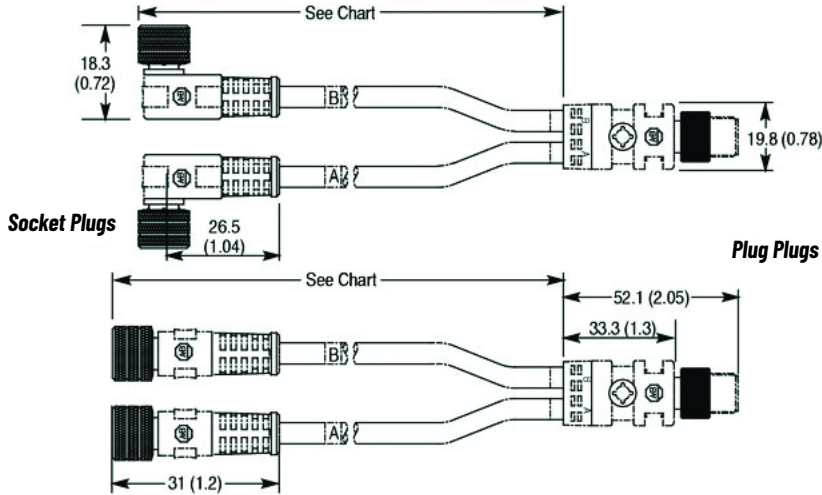 See Chart
18.3
(0.72)
B
B
A
A
19.8 (0.78)
Socket Plugs
26.5
(1.04)
Plug Plugs
See Chart
52.1 (2.05)
33.3 (1.3)
B
B
A
A
31 (1.2)